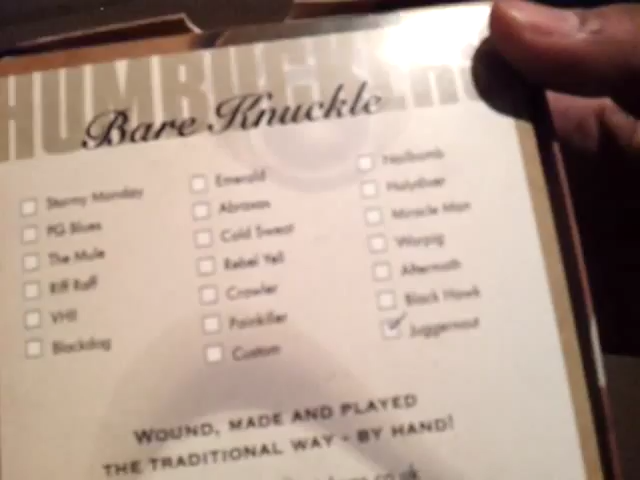 HUMBUCKERS
Bare Knuckle
Stormy Monday
PG Blues
The Mule
Riff Raff
VHII
Blackdog
Emerald
Abraxas
Cold Sweat
Rebel Yell
Crawler
Painkiller
Custom
Nailbomb
Holydiver
Miracle Man
Warpig
Aftermath
Black Hawk
Juggernaut
WOUND, MADE AND PLAYED
THE TRADITIONAL WAY - BY HAND!